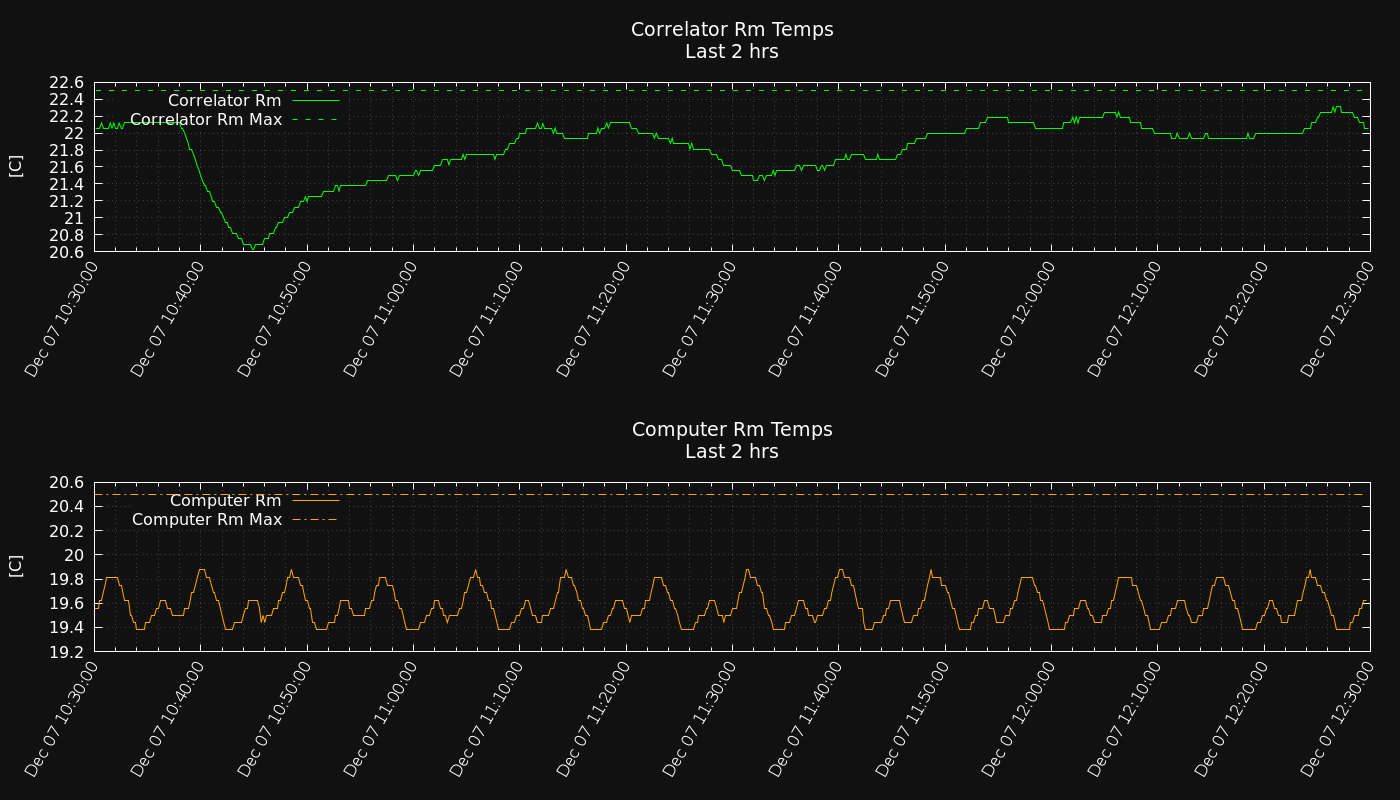 Correlator Rm Temps
Last 2 hrs
22.6
22.4
22.2
22
21.8
21.6
21.4
21.2
21
20.8
20.6
[C]
Correlator Rm
Correlator Rm Max
Dec 07 10:30:00
Dec 07 10:40:00
Dec 07 10:50:00
Dec 07 11:00:00
Dec 07 11:10:00
Dec 07 11:20:00
Dec 07 11:30:00
Dec 07 11:40:00
Dec 07 11:50:00
Dec 07 12:00:00
Dec 07 12:10:00
Dec 07 12:20:00
Dec 07 12:30:00
Computer Rm Temps
Last 2 hrs
20.6
20.4
20.2
20
19.8
19.6
19.4
19.2
[C]
Computer Rm
Computer Rm Max
Dec 07 10:30:00
Dec 07 10:40:00
Dec 07 10:50:00
Dec 07 11:00:00
Dec 07 11:10:00
Dec 07 11:20:00
Dec 07 11:30:00
Dec 07 11:40:00
Dec 07 11:50:00
Dec 07 12:00:00
Dec 07 12:10:00
Dec 07 12:20:00
Dec 07 12:30:00